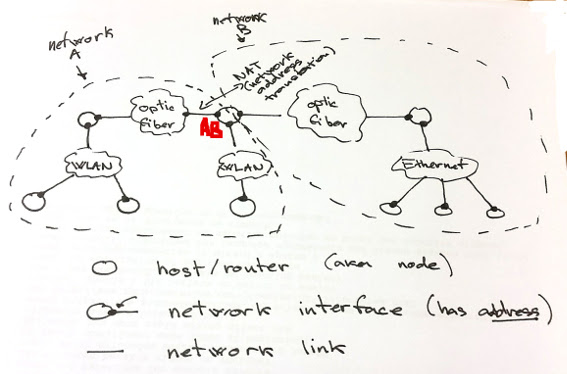 network
A
network
B
NAT
(network
address
translation)
optic
fiber
AB
optic
fiber
WLAN
WLAN
Ethernet
host/router (aka node)
network interface (has address)
network link